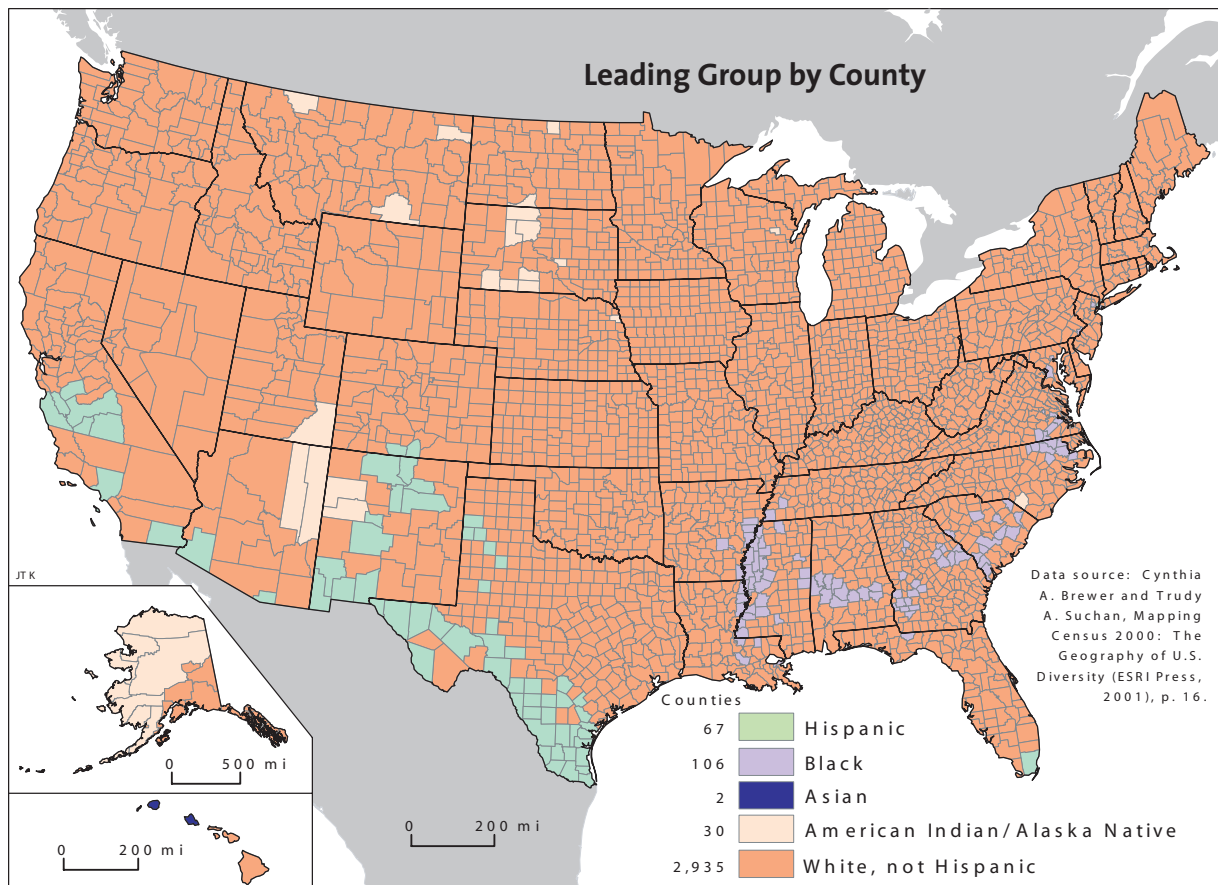 Leading Group by County
JTK
Data source: Cynthia
A. Brewer and Trudy
A. Suchan, Mapping
Census 2000: The
Geography of U.S.
Diversity (ESRI Press,
2001), p. 16.
Counties
67 Hispanic
106 Black
2 Asian
30 American Indian/Alaska Native
2,935 White, not Hispanic
0 500 mi
0 200 mi
0 200 mi